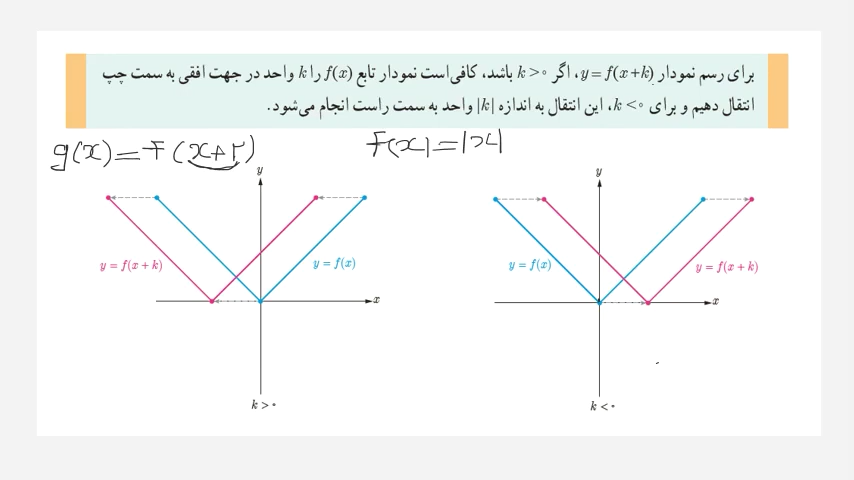 برای رسم نمودار y = f(x+k)، اگر k > ۰ باشد، کافی‌است نمودار تابع f(x) را k واحد در جهت افقی به سمت چپ
انتقال دهیم و برای k < ۰، این انتقال به اندازه |k| واحد به سمت راست انجام می‌شود.
g(x) = f(x+۲)
f(x) = |x|
y
y
y = f(x + k)
y = f(x)
y = f(x)
y = f(x + k)
x
x
k > ۰
k < ۰